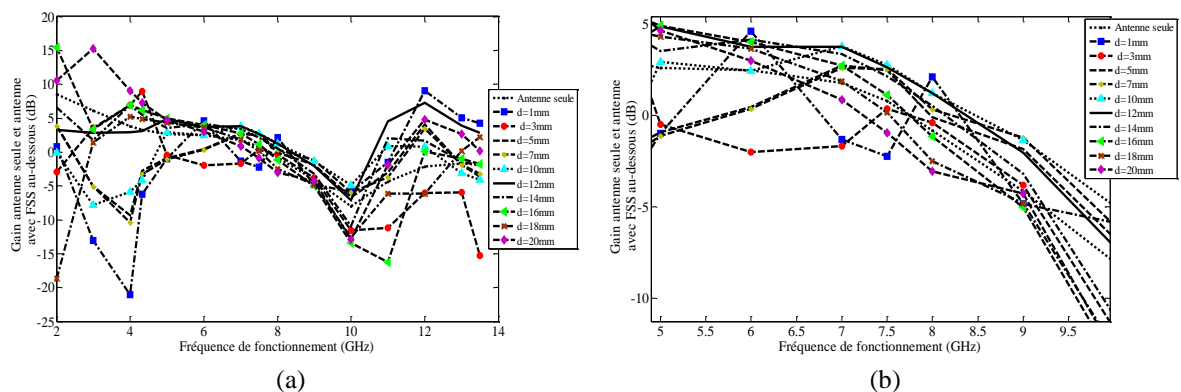 20
15
10
5
0
-5
-10
-15
-20
-25
2
4
6
8
10
12
14
Gain antenne seule et antenne
avec FSS au-dessous (dB)
Fréquence de fonctionnement (GHz)
Antenne seule
d=1mm
d=3mm
d=5mm
d=7mm
d=10mm
d=12mm
d=14mm
d=16mm
d=18mm
d=20mm
(a)
5
0
-5
-10
5
5.5
6
6.5
7
7.5
8
8.5
9
9.5
Gain antenne seule et antenne
avec FSS au-dessous (dB)
Fréquence de fonctionnement (GHz)
Antenne seule
d=1mm
d=3mm
d=5mm
d=7mm
d=10mm
d=12mm
d=14mm
d=16mm
d=18mm
d=20mm
(b)